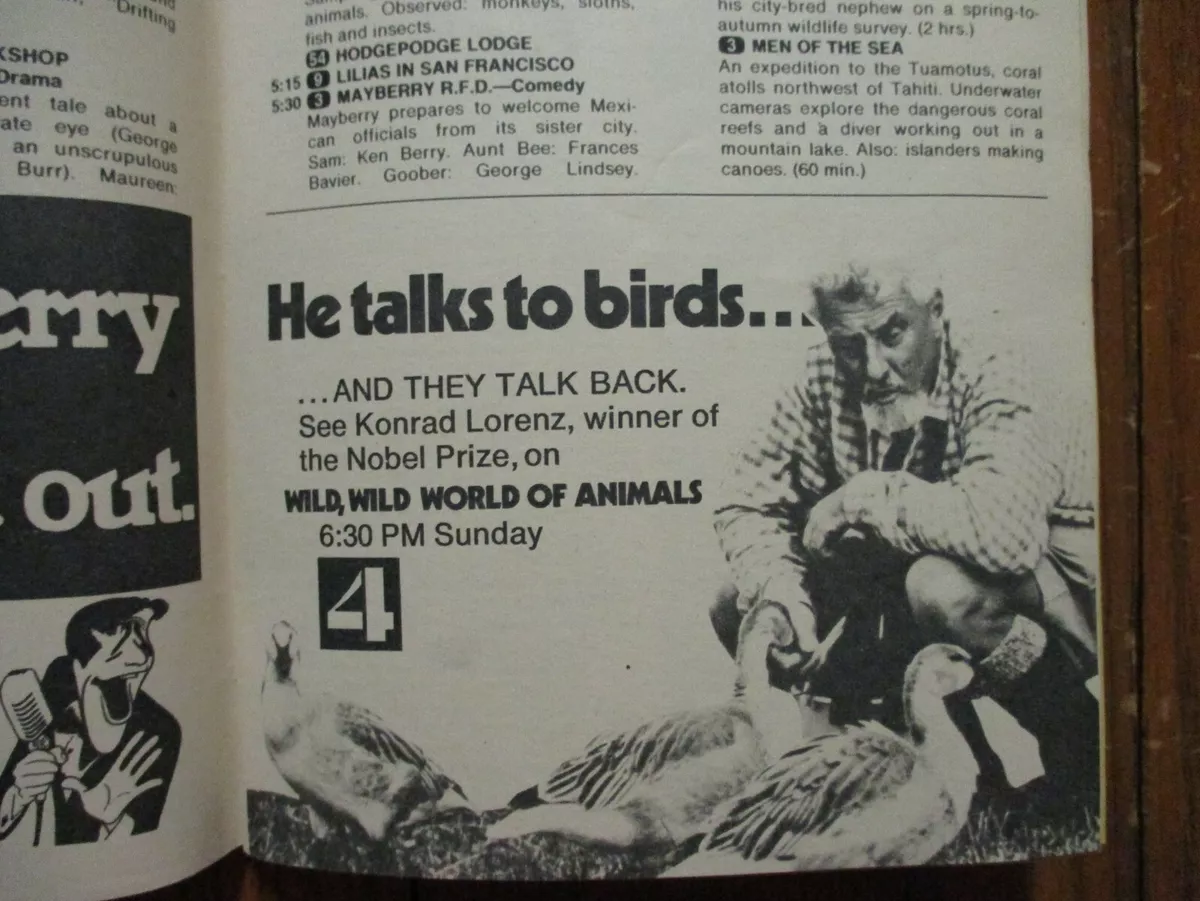 "Drifting
KSHOP
Drama
ent tale about a
ate eye (George
an unscrupulous
Burr). Maureen:
erry
out.
animals. Observed: monkeys, sloths,
fish and insects.
54 HODGEPODGE LODGE
5:15 9 LILIAS IN SAN FRANCISCO
5:30 3 MAYBERRY R.F.D.—Comedy
Mayberry prepares to welcome Mexi-
can officials from its sister city.
Sam: Ken Berry. Aunt Bee: Frances
Bavier. Goober: George Lindsey.
his city-bred nephew on a spring-to-
autumn wildlife survey. (2 hrs.)
3 MEN OF THE SEA
An expedition to the Tuamotus, coral
atolls northwest of Tahiti. Underwater
cameras explore the dangerous coral
reefs and a diver working out in a
mountain lake. Also: islanders making
canoes. (60 min.)
He talks to birds...
...AND THEY TALK BACK.
See Konrad Lorenz, winner of
the Nobel Prize, on
WILD, WILD WORLD OF ANIMALS
6:30 PM Sunday
4